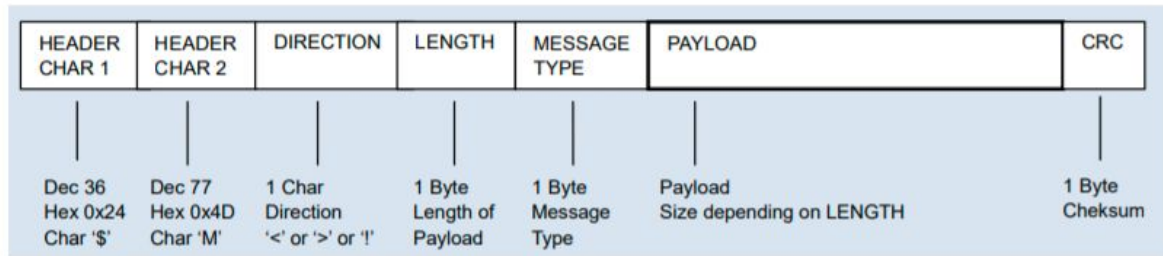 HEADER CHAR 1
HEADER CHAR 2
DIRECTION
LENGTH
MESSAGE TYPE
PAYLOAD
CRC
Dec 36
Hex 0x24
Char '$'
Dec 77
Hex 0x4D
Char 'M'
1 Char
Direction
'<' or '>' or '!'
1 Byte
Length of
Payload
1 Byte
Message
Type
Payload
Size depending on LENGTH
1 Byte
Cheksum